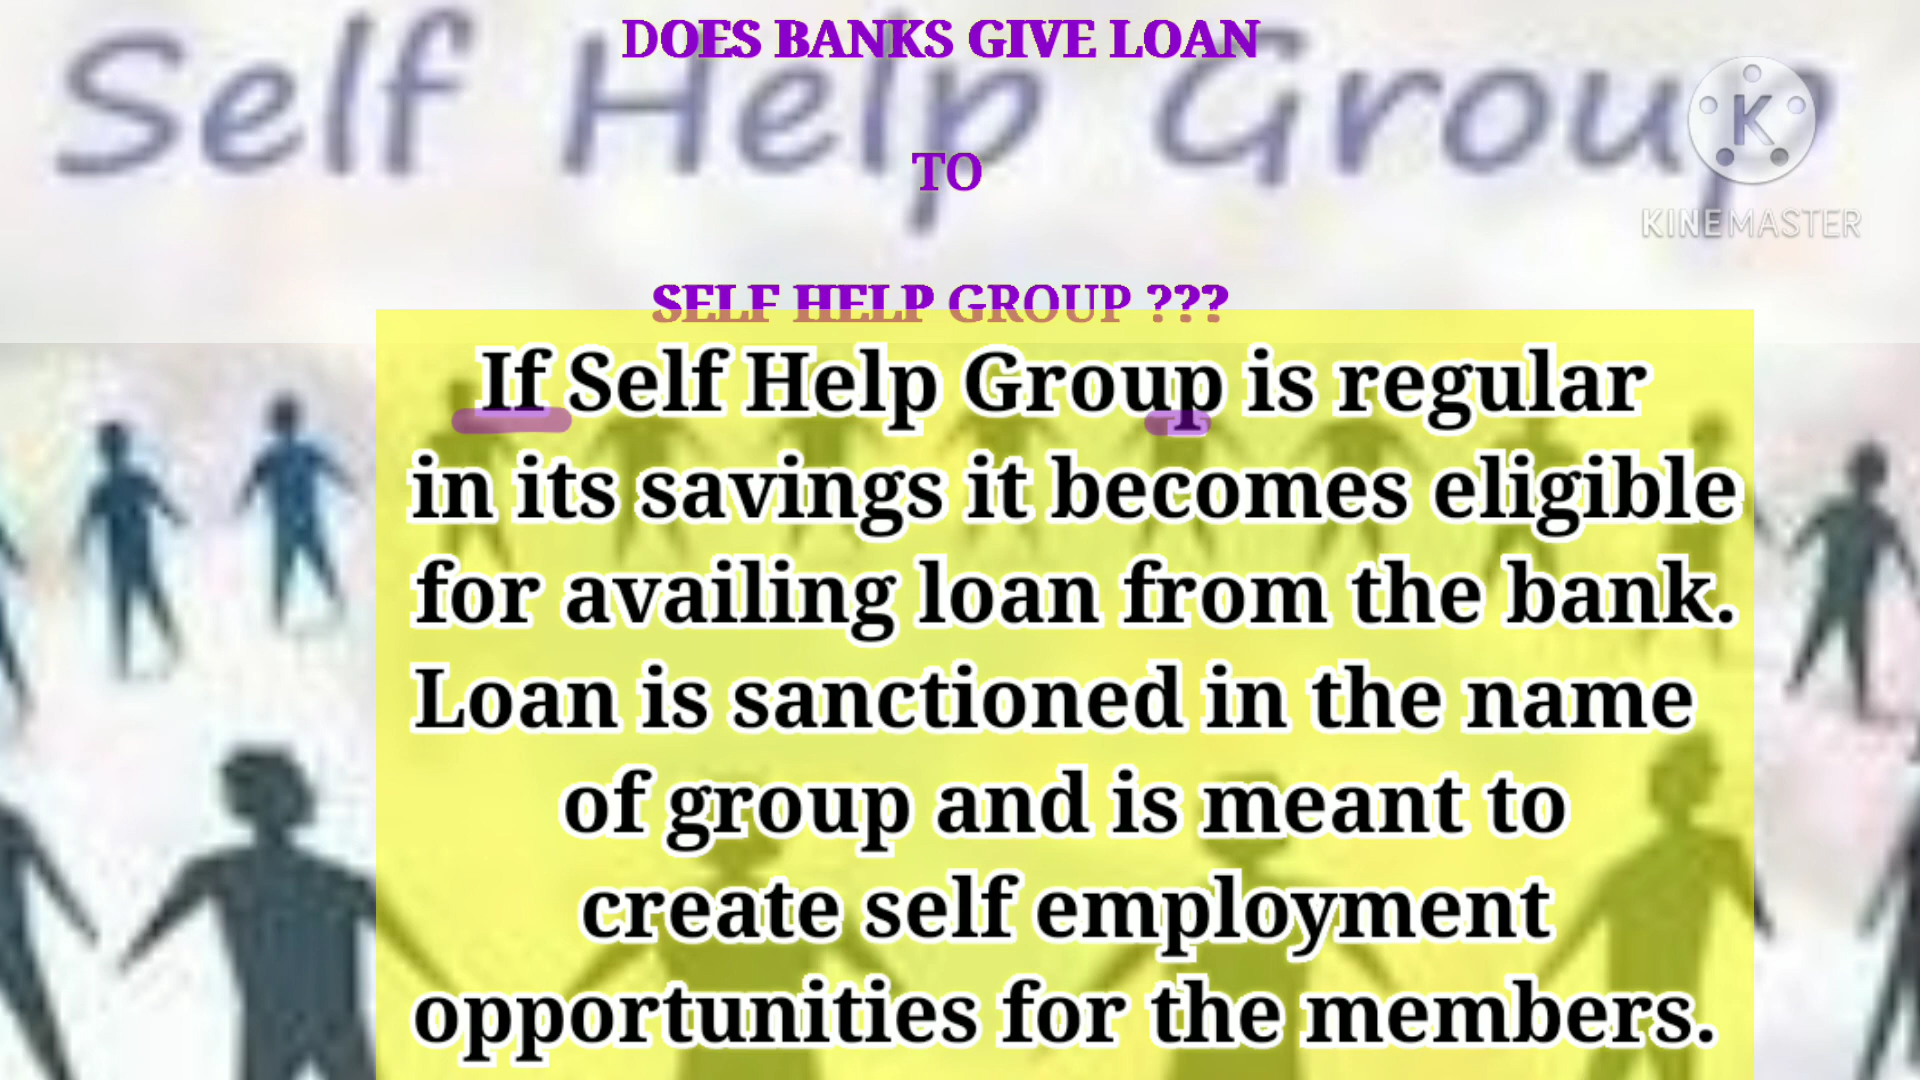 DOES BANKS GIVE LOAN
Self Help Group
K
TO
KINEMASTER
SELF HELP GROUP ???
If Self Help Group is regular
in its savings it becomes eligible
for availing loan from the bank.
Loan is sanctioned in the name
of group and is meant to
create self employment
opportunities for the members.